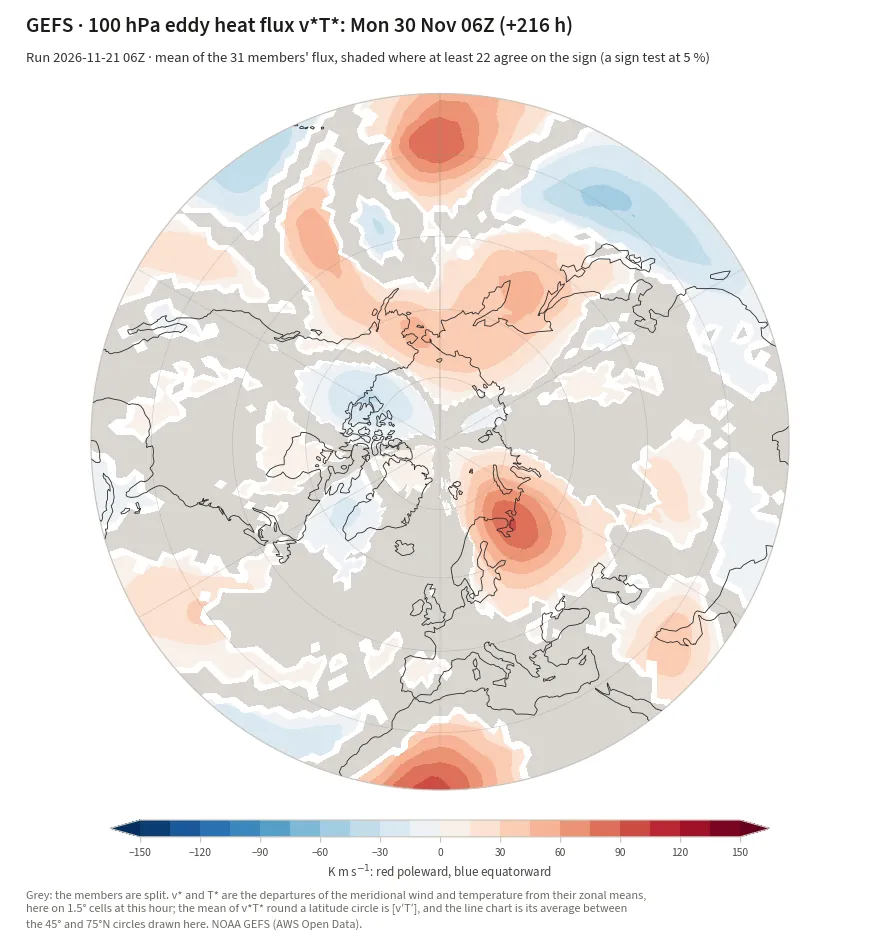 GEFS · 100 hPa eddy heat flux v*T*: Mon 30 Nov 06Z (+216 h)
Run 2026-11-21 06Z · mean of the 31 members' flux, shaded where at least 22 agree on the sign (a sign test at 5 %)
−150 −120 −90 −60 −30 0 30 60 90 120 150
K m s⁻¹: red poleward, blue equatorward
Grey: the members are split. v* and T* are the departures of the meridional wind and temperature from their zonal means,
here on 1.5° cells at this hour; the mean of v*T* round a latitude circle is [v'T'], and the line chart is its average between
the 45° and 75°N circles drawn here. NOAA GEFS (AWS Open Data).